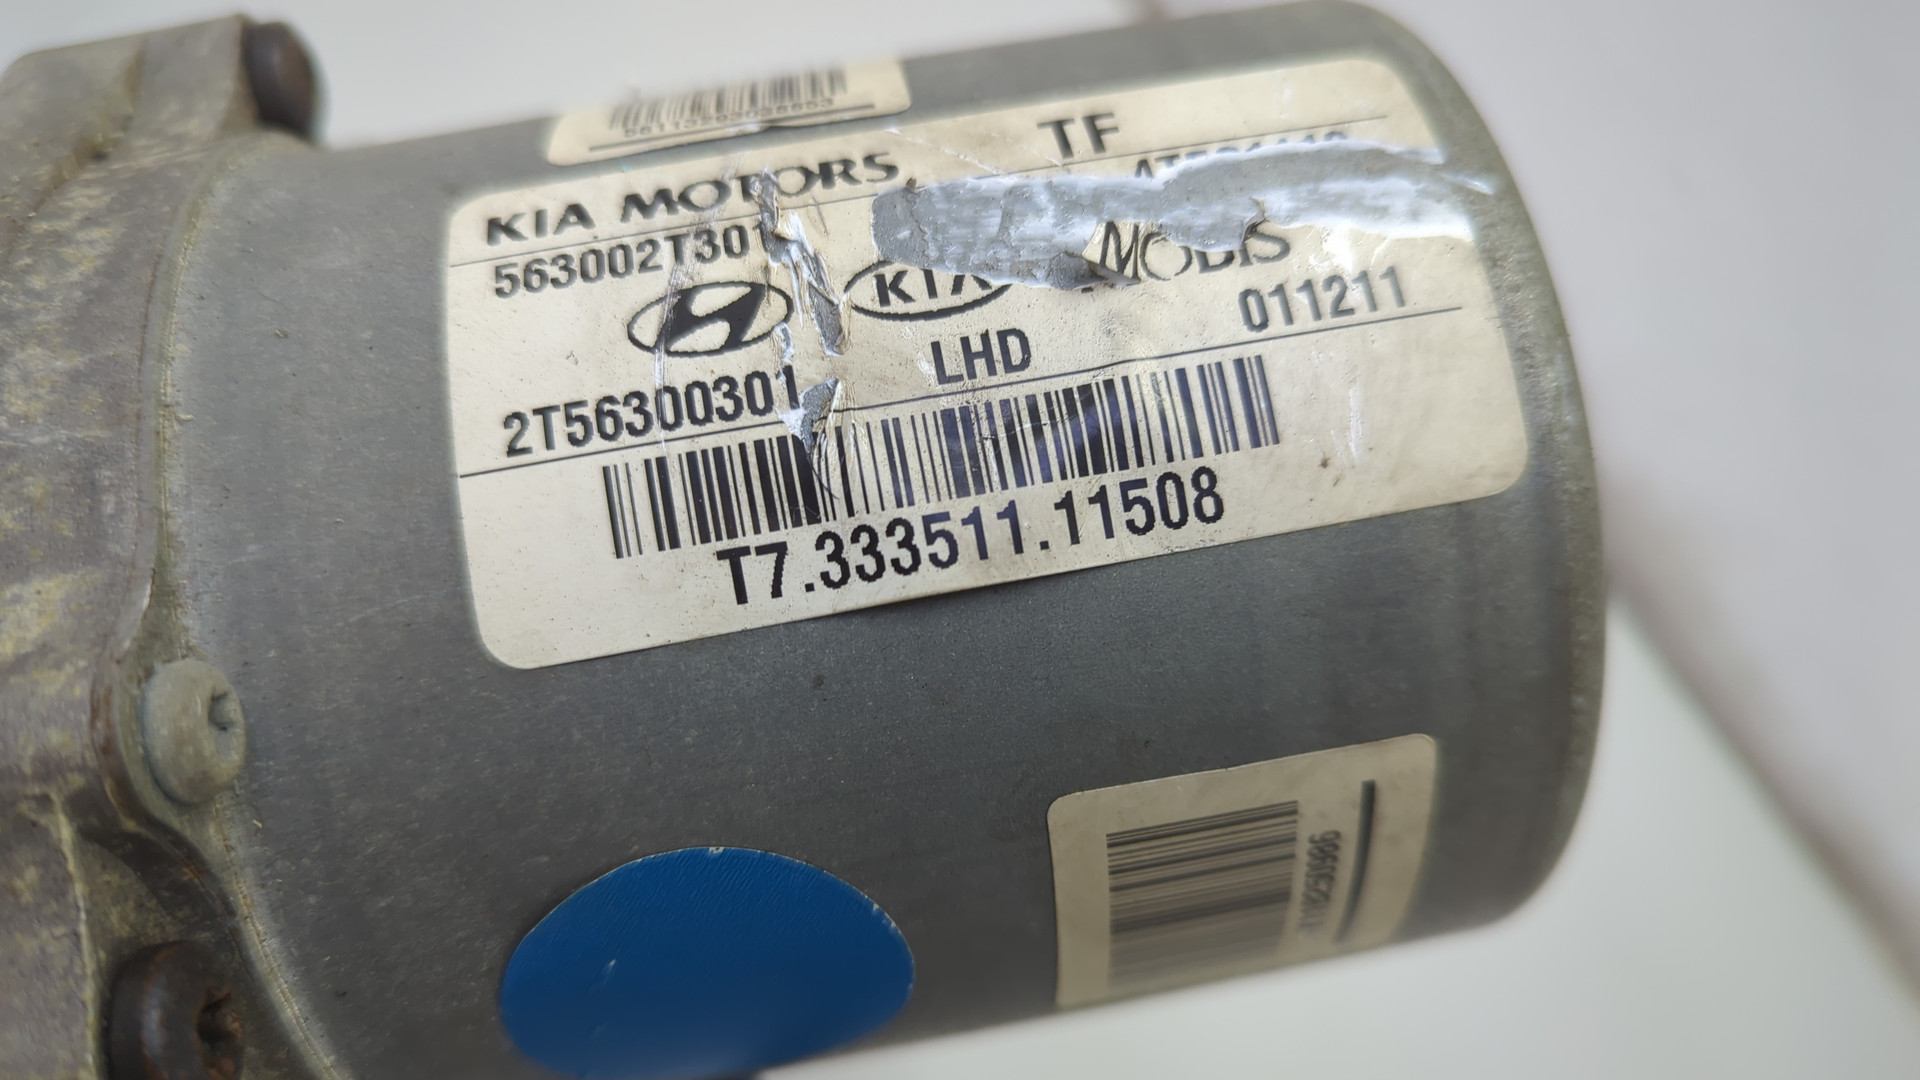 KIA MOTORS TF
563002T301
KIA MOBIS
LHD 011211
2T56300301
T7.333511.11508